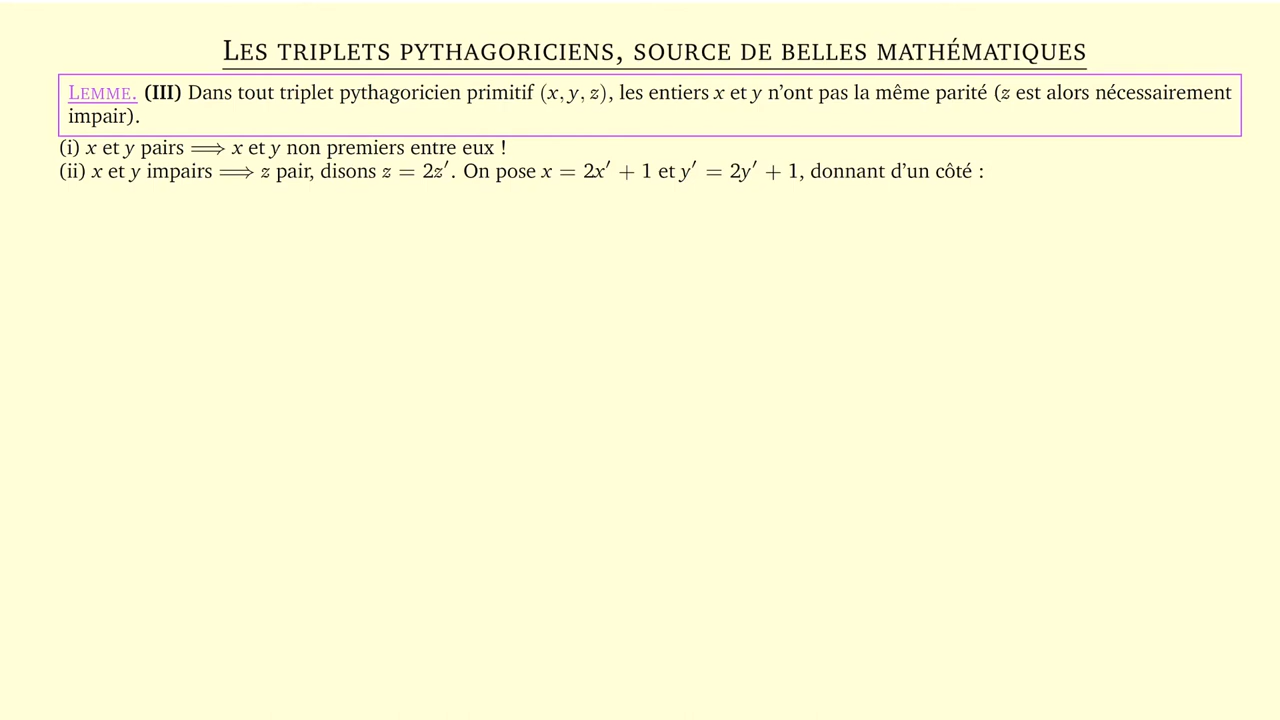 LES TRIPLETS PYTHAGORICIENS, SOURCE DE BELLES MATHÉMATIQUES
LEMME. (III) Dans tout triplet pythagoricien primitif (x, y, z), les entiers x et y n'ont pas la même parité (z est alors nécessairement
impair).
(i) x et y pairs ⟹ x et y non premiers entre eux !
(ii) x et y impairs ⟹ z pair, disons z = 2z′. On pose x = 2x′ + 1 et y′ = 2y′ + 1, donnant d'un côté :